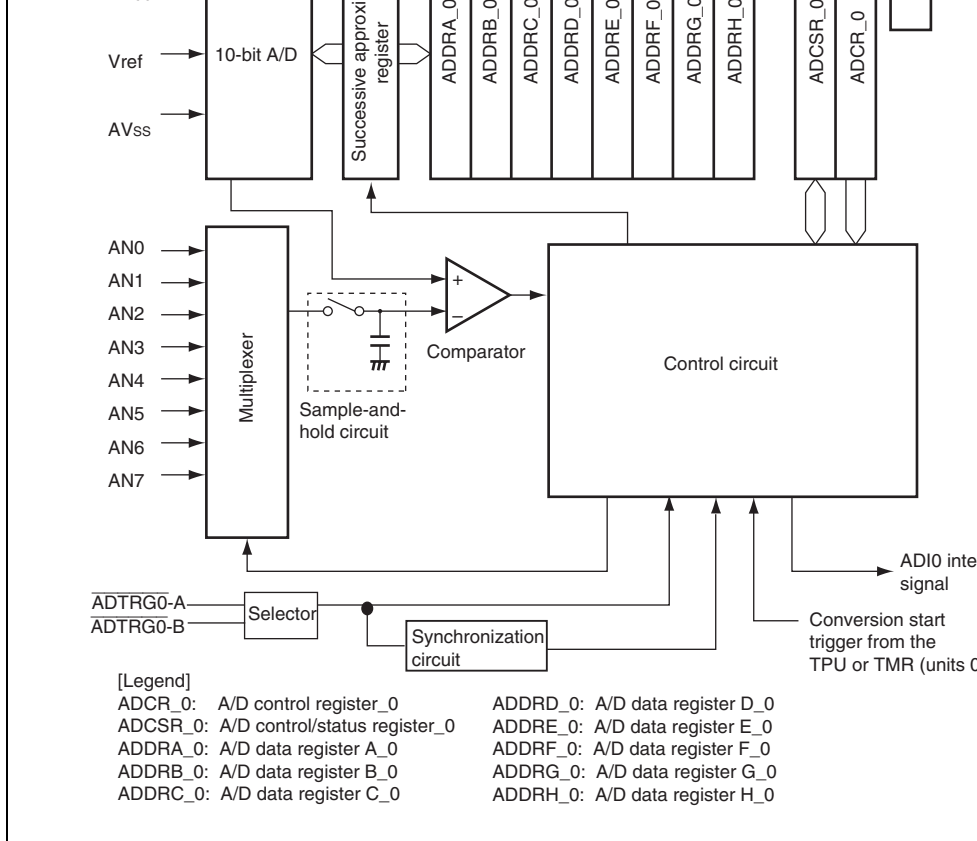 Vref
10-bit A/D
AVss
Successive
register
ADDRA_0
ADDRB_0
ADDRC_0
ADDRD_0
ADDRE_0
ADDRF_0
ADDRG_0
ADDRH_0
ADCSR_0
ADCR_0
AN0
AN1
AN2
AN3
AN4
AN5
AN6
AN7
Multiplexer
+
−
Comparator
Sample-and-
hold circuit
Control circuit
ADI0
signal
ADTRG0-A
ADTRG0-B
Selector
Synchronization
circuit
Conversion start
trigger from the
TPU or TMR (units
[Legend]
ADCR_0: A/D control register_0
ADCSR_0: A/D control/status register_0
ADDRA_0: A/D data register A_0
ADDRB_0: A/D data register B_0
ADDRC_0: A/D data register C_0
ADDRD_0: A/D data register D_0
ADDRE_0: A/D data register E_0
ADDRF_0: A/D data register F_0
ADDRG_0: A/D data register G_0
ADDRH_0: A/D data register H_0